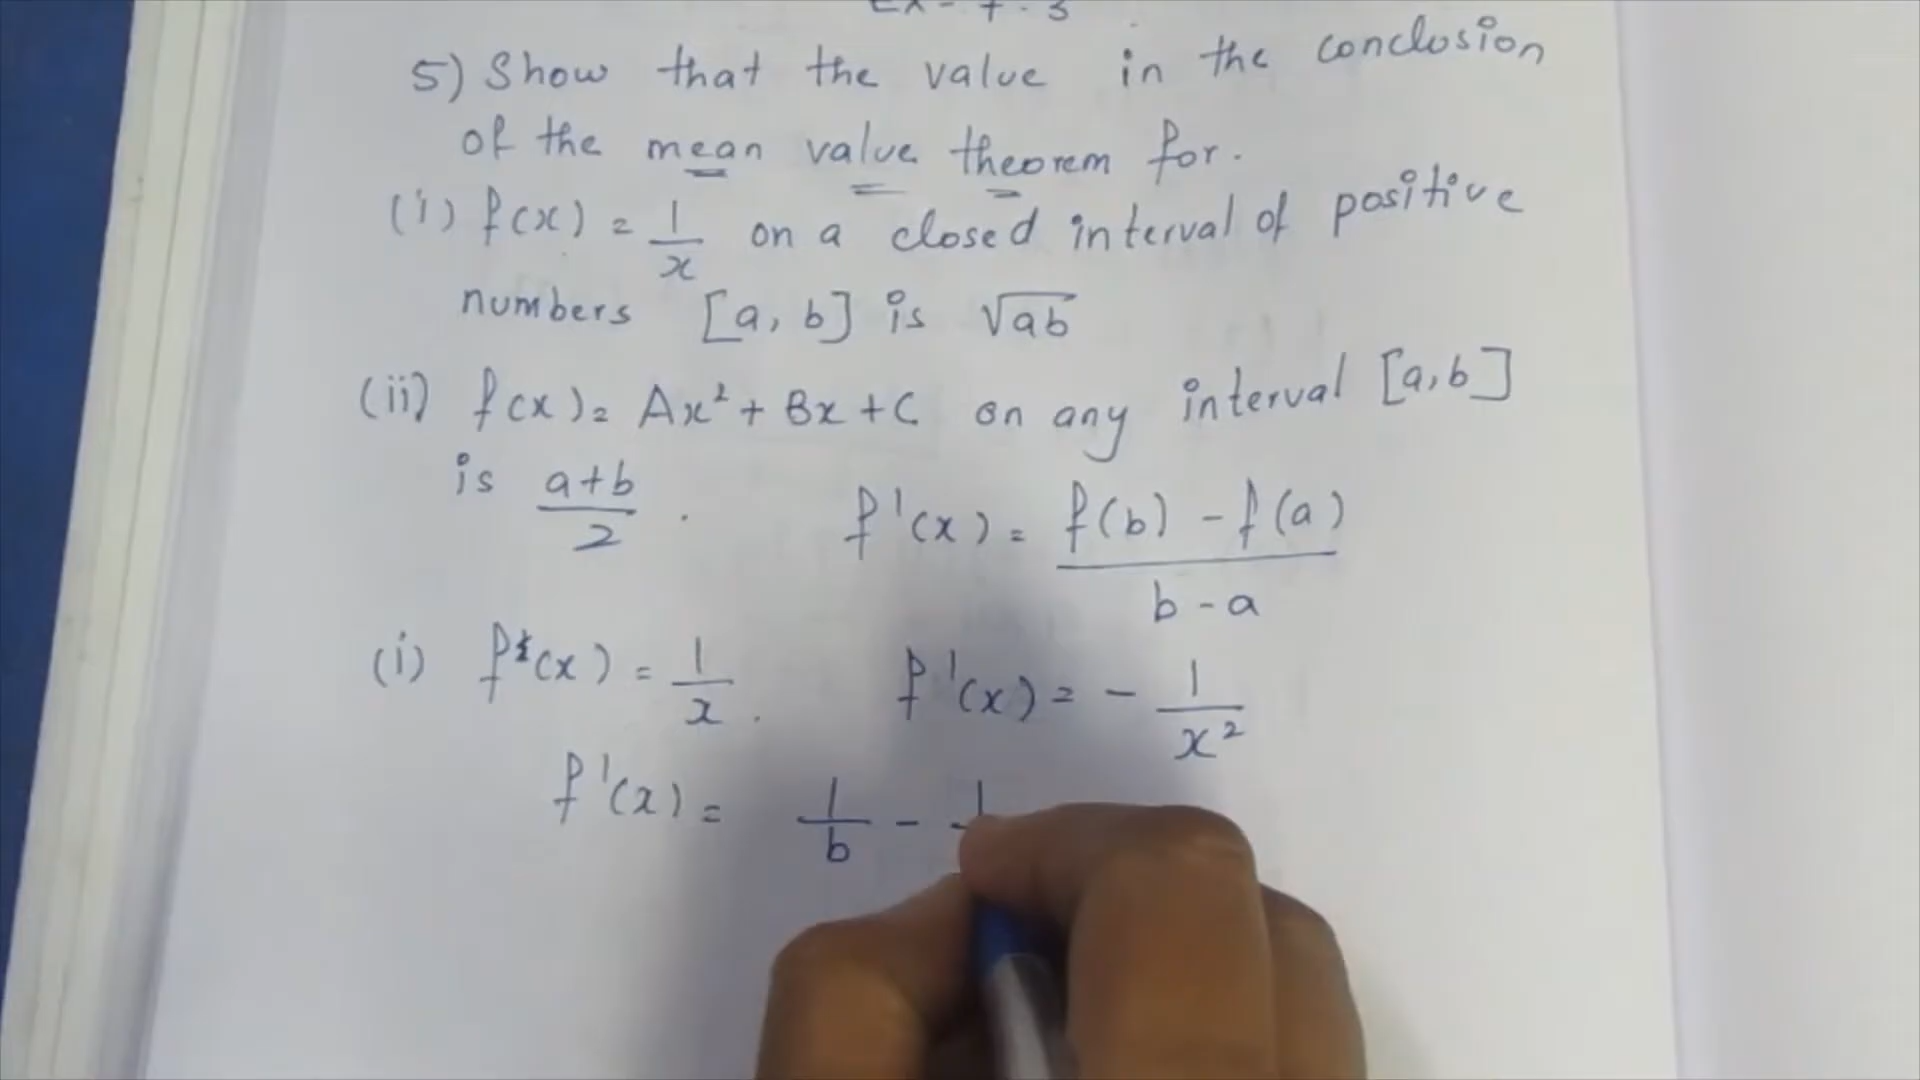 5) Show that the value in the conclusion
of the mean value theorem for.
(i) f(x) = 1/x on a closed interval of positive
numbers [a, b] is √ab
(ii) f(x) = Ax² + Bx + C on any interval [a,b]
is a+b/2 . f'(x) = f(b) - f(a) / b - a
(i) f(x) = 1/x . f'(x) = - 1/x²
f'(x) = 1/b - 1